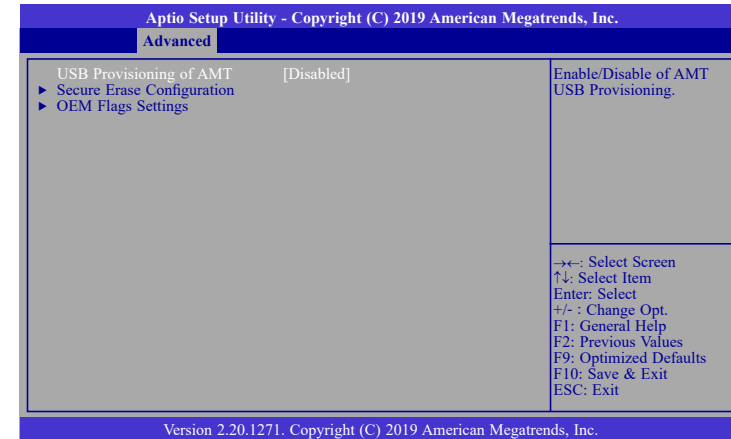 Aptio Setup Utility - Copyright (C) 2019 American Megatrends, Inc.
Advanced
USB Provisioning of AMT [Disabled]
► Secure Erase Configuration
► OEM Flags Settings
Enable/Disable of AMT
USB Provisioning.
→←: Select Screen
↑↓: Select Item
Enter: Select
+/- : Change Opt.
F1: General Help
F2: Previous Values
F9: Optimized Defaults
F10: Save & Exit
ESC: Exit
Version 2.20.1271. Copyright (C) 2019 American Megatrends, Inc.